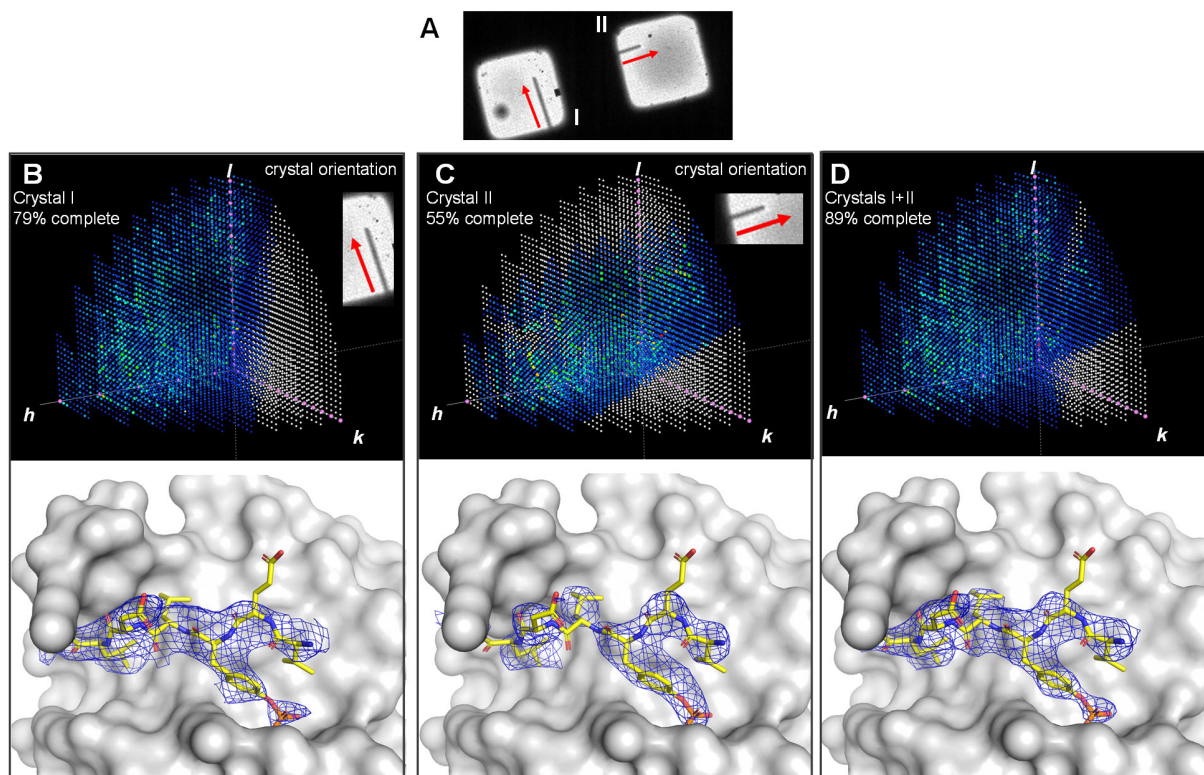 A
II
I
B
Crystal I
79% complete
crystal orientation
l
h
k
C
Crystal II
55% complete
crystal orientation
l
h
k
D
Crystals I+II
89% complete
l
h
k